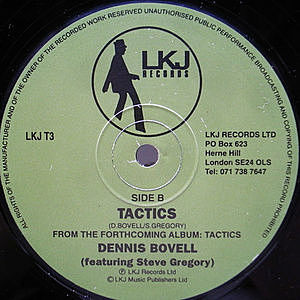 ALL RIGHTS OF THE MANUFACTURER AND OF THE OWNER OF THE RECORDED WORK RESERVED. UNAUTHORISED PUBLIC PERFORMANCE BROADCASTING AND COPYING OF THIS RECORD PROHIBITED.
LKJ
RECORDS
LKJ T3
LKJ RECORDS LTD
PO Box 623
Herne Hill
London SE24 OLS
Tel: 071 738 7647
SIDE B
TACTICS
(D.BOVELL/S.GREGORY)
FROM THE FORTHCOMING ALBUM: TACTICS
DENNIS BOVELL
(featuring Steve Gregory)
℗ LKJ Records Ltd
© LKJ Music Publishers Ltd